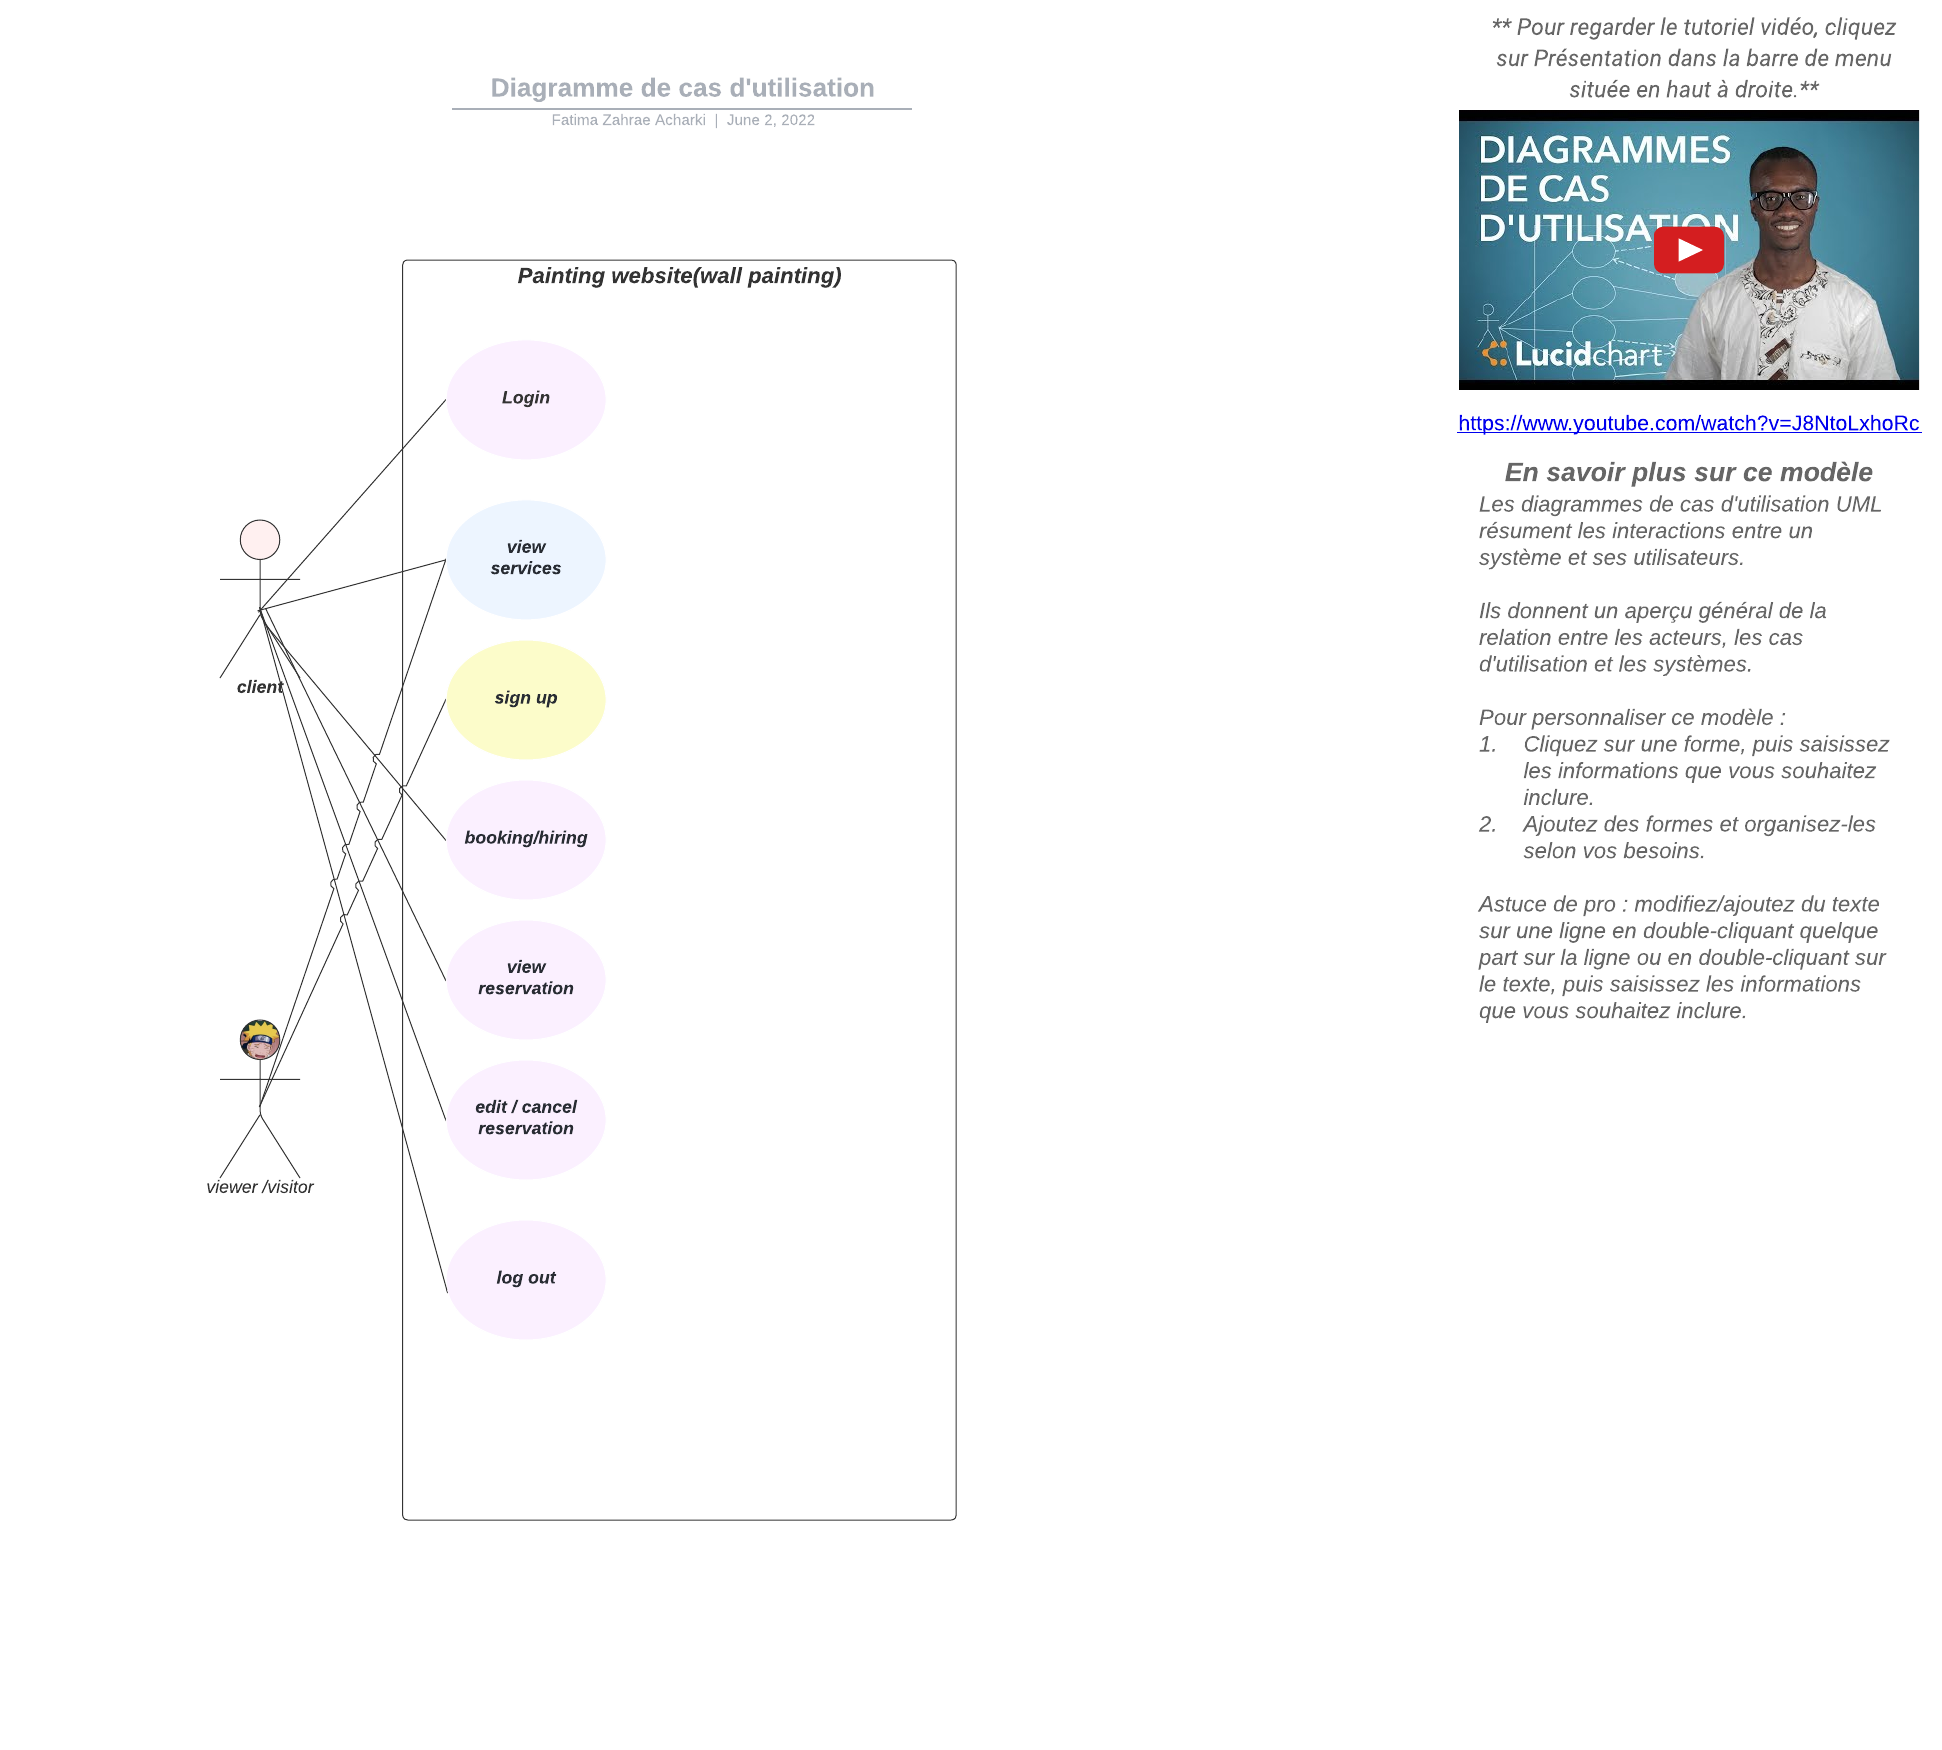 ** Pour regarder le tutoriel vidéo, cliquez
sur Présentation dans la barre de menu
située en haut à droite.**
Diagramme de cas d'utilisation
Fatima Zahrae Acharki | June 2, 2022
DIAGRAMMES
DE CAS
D'UTILISATION
Lucidchart
https://www.youtube.com/watch?v=J8NtoLxhoRc
Painting website(wall painting)
Login
view
services
sign up
booking/hiring
view
reservation
edit / cancel
reservation
log out
client
viewer /visitor
En savoir plus sur ce modèle
Les diagrammes de cas d'utilisation UML
résument les interactions entre un
système et ses utilisateurs.
Ils donnent un aperçu général de la
relation entre les acteurs, les cas
d'utilisation et les systèmes.
Pour personnaliser ce modèle :
1. Cliquez sur une forme, puis saisissez
les informations que vous souhaitez
inclure.
2. Ajoutez des formes et organisez-les
selon vos besoins.
Astuce de pro : modifiez/ajoutez du texte
sur une ligne en double-cliquant quelque
part sur la ligne ou en double-cliquant sur
le texte, puis saisissez les informations
que vous souhaitez inclure.